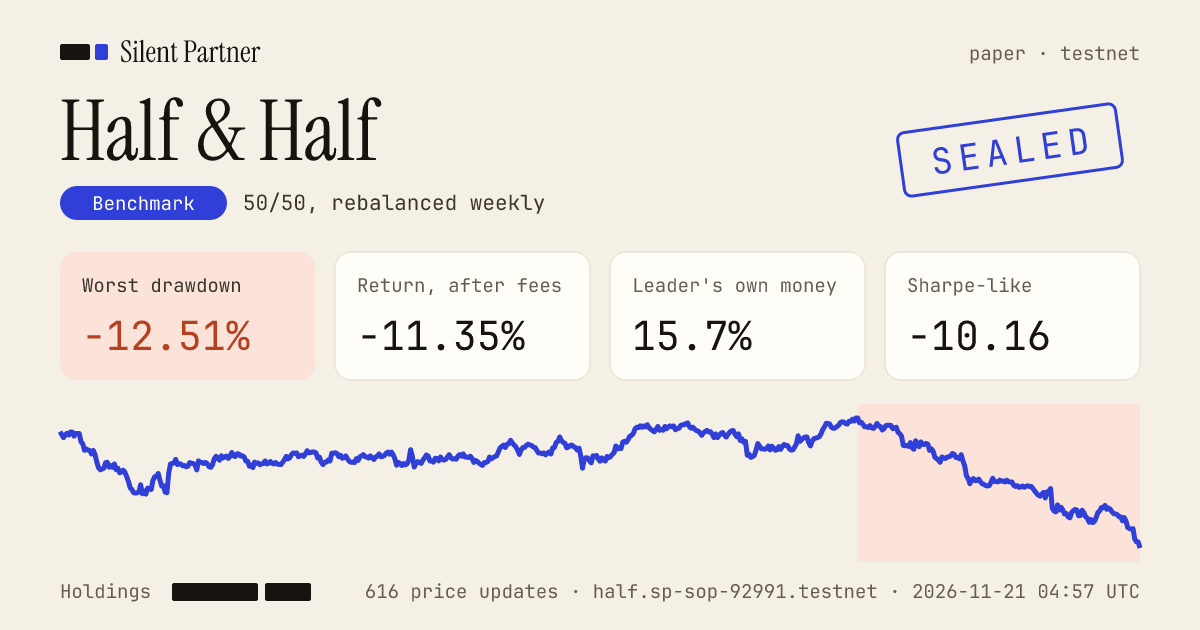 Silent Partner
paper · testnet
Half & Half
SEALED
Benchmark
50/50, rebalanced weekly
Worst drawdown
-12.51%
Return, after fees
-11.35%
Leader's own money
15.7%
Sharpe-like
-10.16
Holdings
616 price updates · half.sp-sop-92991.testnet · 2026-11-21 04:57 UTC